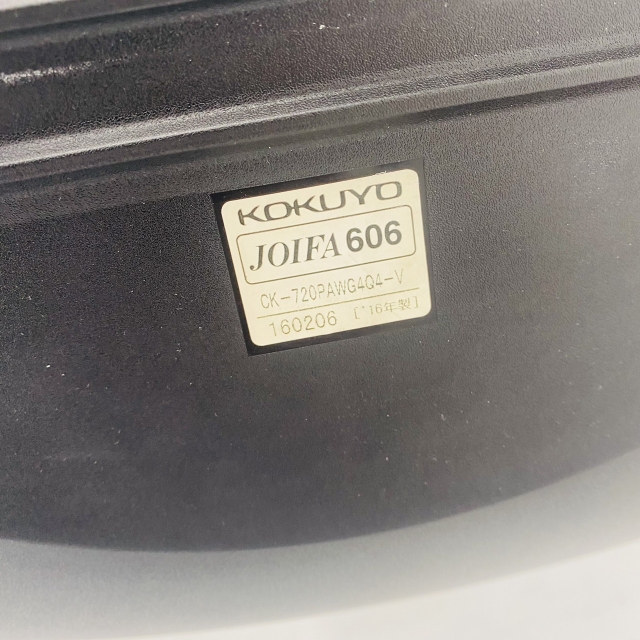 KOKUYO
JOIFA 606
CK-720PAWG4Q4-V
160206 ['16年製]